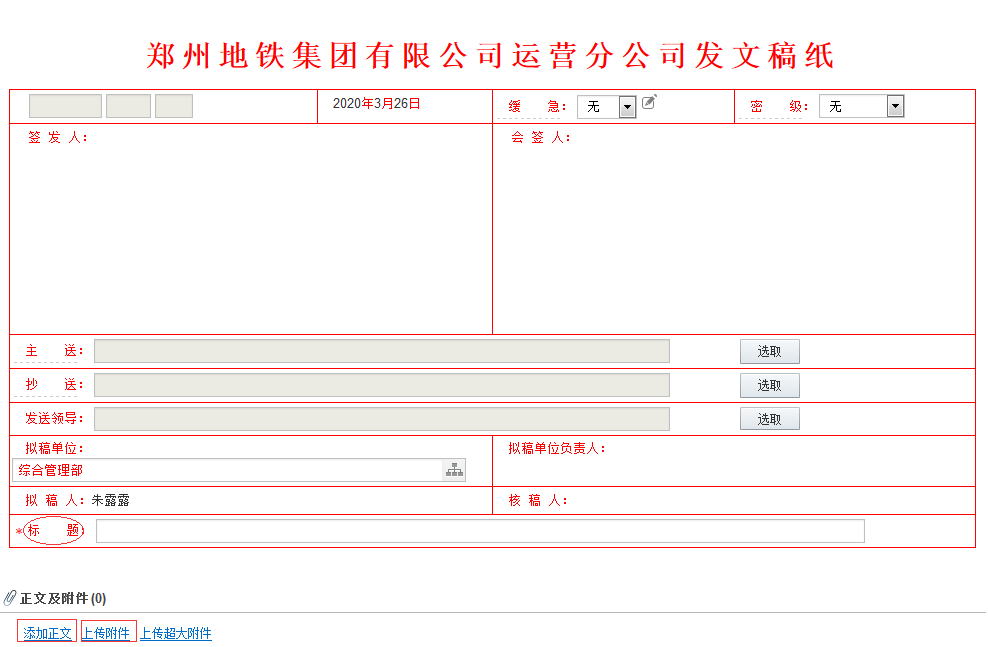 郑州地铁集团有限公司运营分公司发文稿纸
2020年3月26日 缓 急： 无 密 级： 无
签 发 人： 会 签 人：
主 送： 选取
抄 送： 选取
发送领导： 选取
拟稿单位： 拟稿单位负责人：
综合管理部
拟 稿 人：朱露露 核 稿 人：
*标 题：
正文及附件(0)
添加正文 上传附件 上传超大附件